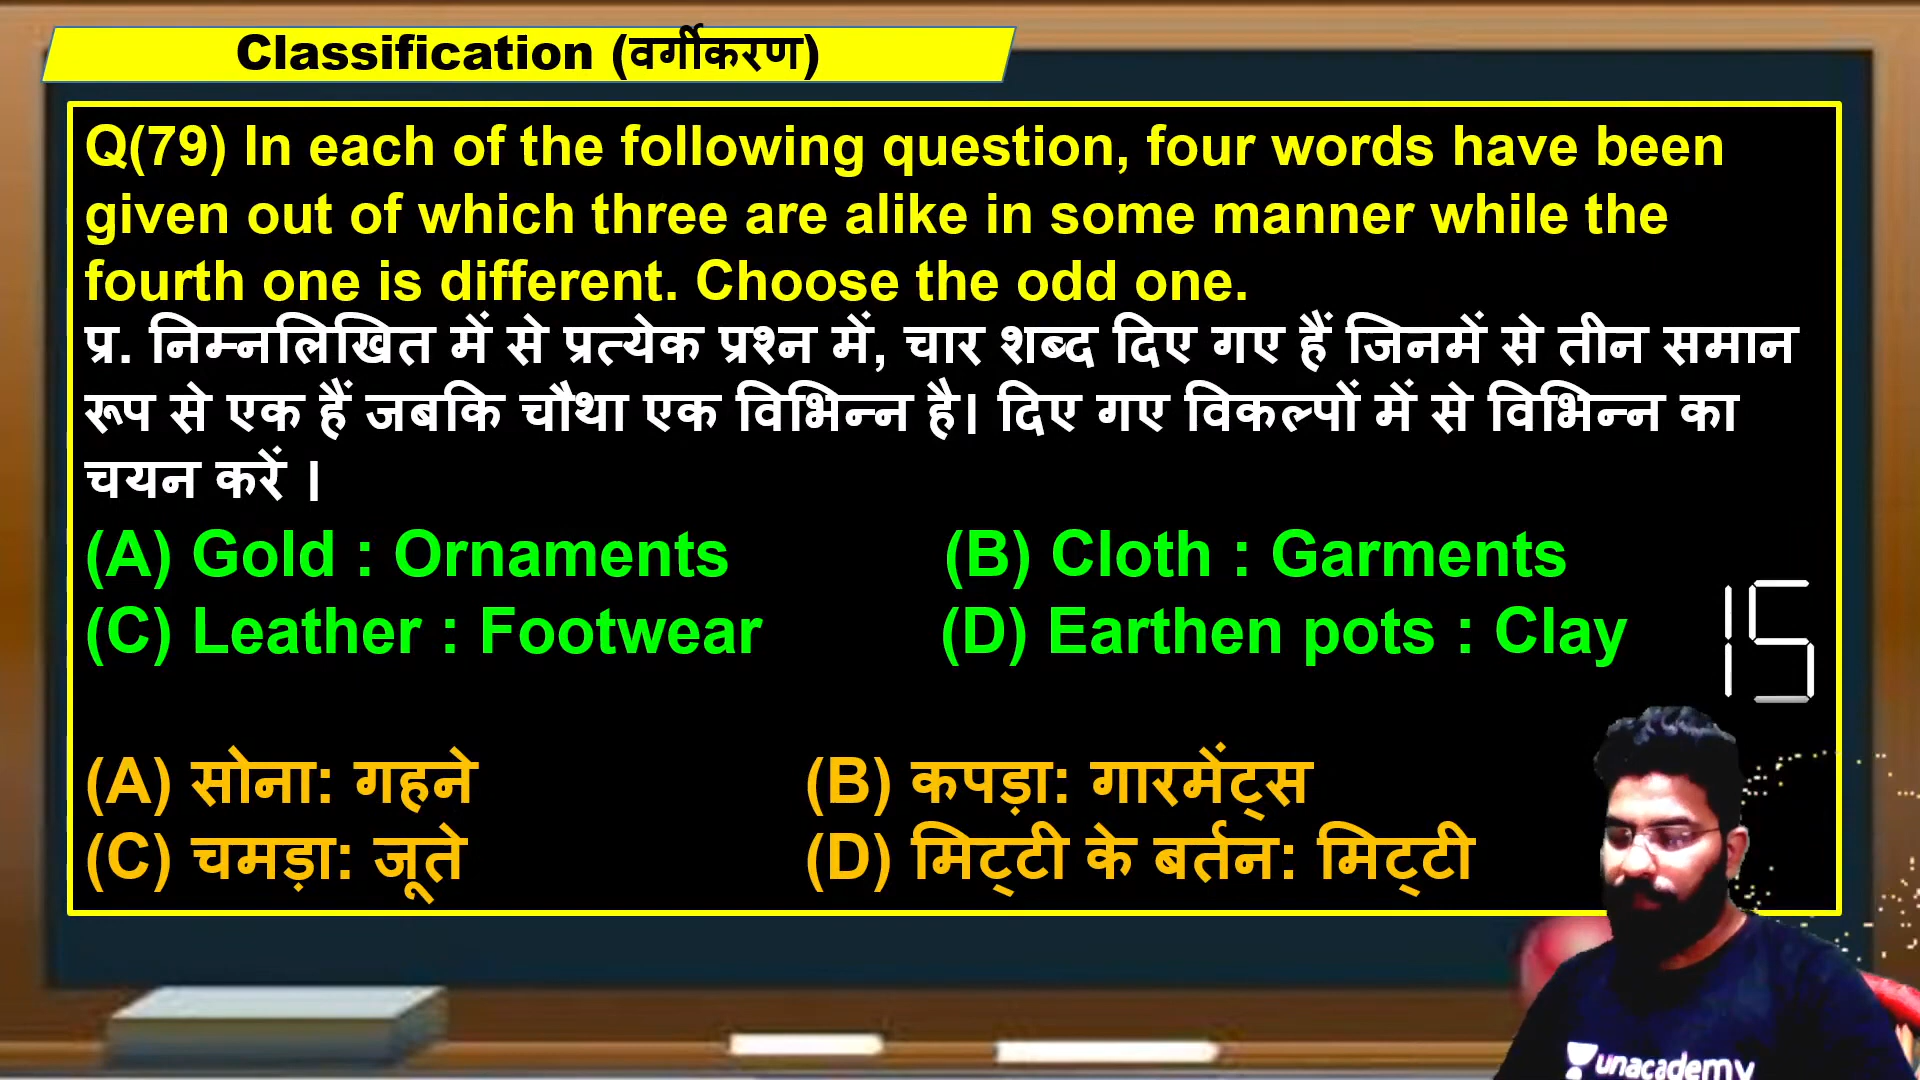 Classification (वर्गीकरण)
Q(79) In each of the following question, four words have been
given out of which three are alike in some manner while the
fourth one is different. Choose the odd one.
प्र. निम्नलिखित में से प्रत्येक प्रश्न में, चार शब्द दिए गए हैं जिनमें से तीन समान
रूप से एक हैं जबकि चौथा एक विभिन्न है। दिए गए विकल्पों में से विभिन्न का
चयन करें ।
(A) Gold : Ornaments (B) Cloth : Garments
(C) Leather : Footwear (D) Earthen pots : Clay
15
(A) सोना: गहने (B) कपड़ा: गारमेंट्स
(C) चमड़ा: जूते (D) मिट्टी के बर्तन: मिट्टी
unacademy